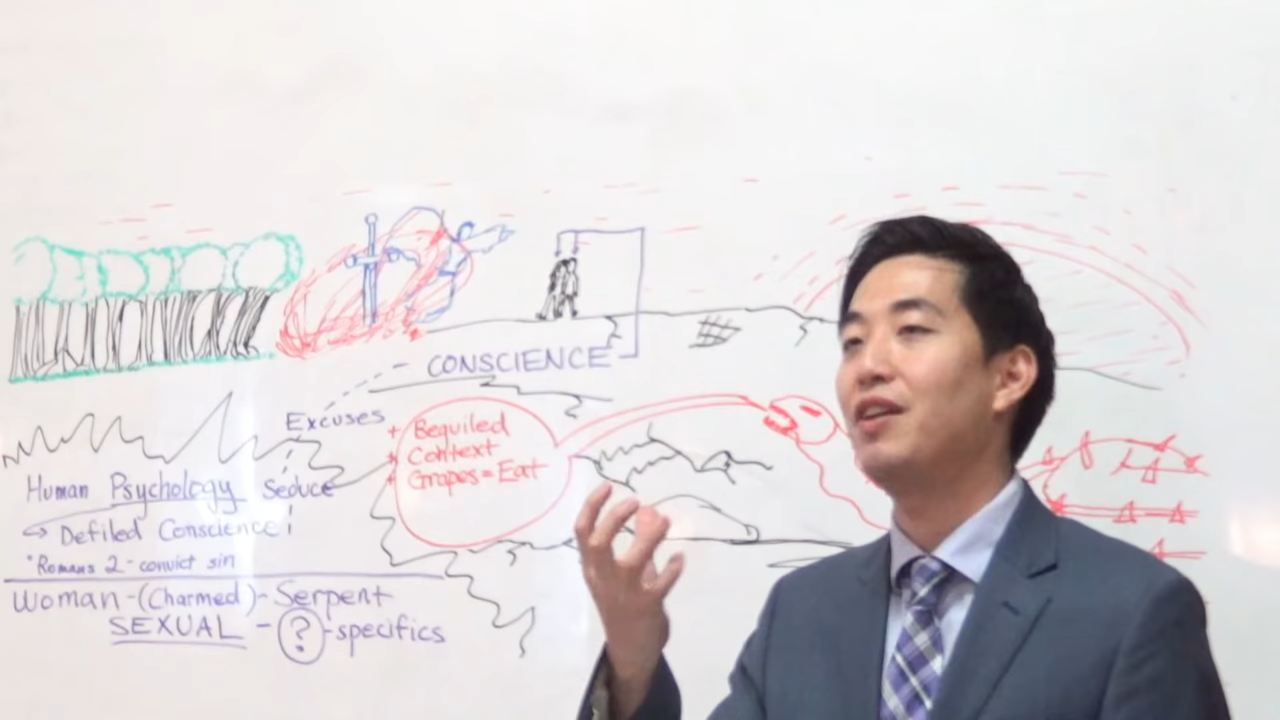 CONSCIENCE
Excuses
+ Bequiled
+ Context
+ Grapes = Eat
Human Psychology Seduce
↳ Defiled Conscience
*Romans 2 - convict sin
Woman - (Charmed) - Serpent
SEXUAL - ? - specifics